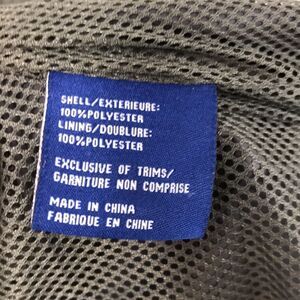 SHELL/EXTERIEURE:
100%POLYESTER
LINING/DOUBLURE:
100%POLYESTER
EXCLUSIVE OF TRIMS/
GARNITURE NON COMPRISE
MADE IN CHINA
FABRIQUE EN CHINE